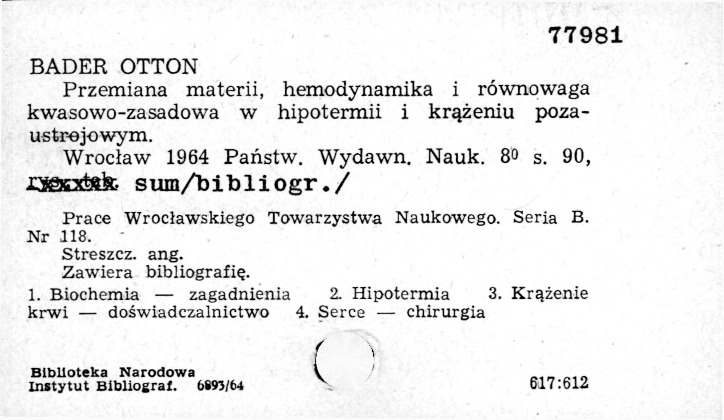 77981
BADER OTTON
Przemiana materii, hemodynamika i równowaga
kwasowo-zasadowa w hipotermii i krążeniu poza-
ustrojowym.
Wrocław 1964 Państw. Wydawn. Nauk. 8⁰ s. 90,
sum/bibliogr./
Prace Wrocławskiego Towarzystwa Naukowego. Seria B.
Nr 118.
Streszcz. ang.
Zawiera bibliografię.
1. Biochemia — zagadnienia 2. Hipotermia 3. Krążenie
krwi — doświadczalnictwo 4. Serce — chirurgia
Biblioteka Narodowa
Instytut Bibliograf. 6893/64
617:612